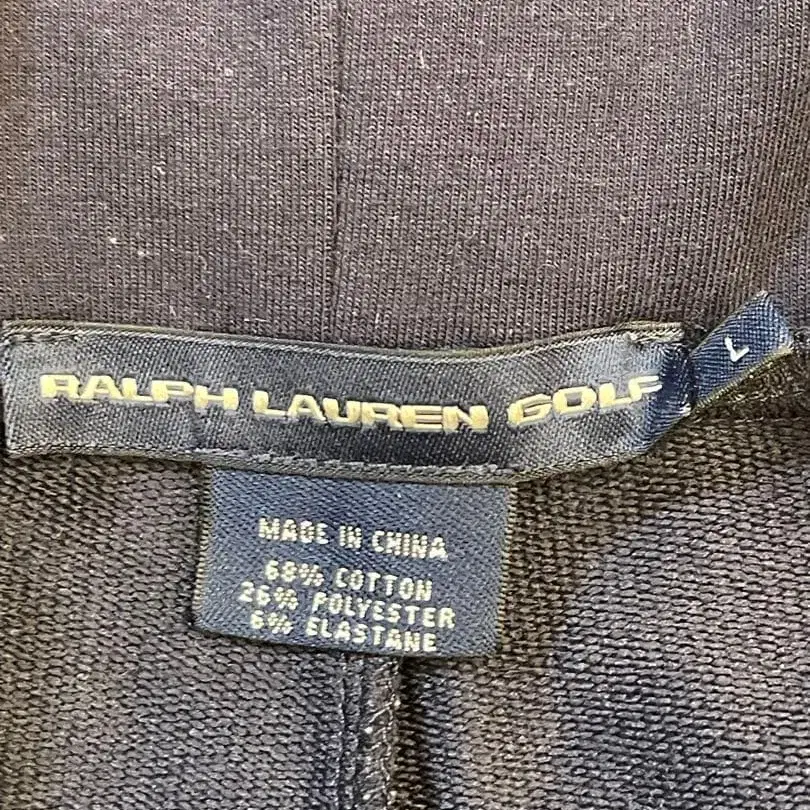 RALPH LAUREN GOLF
L
MADE IN CHINA
68% COTTON
26% POLYESTER
6% ELASTANE